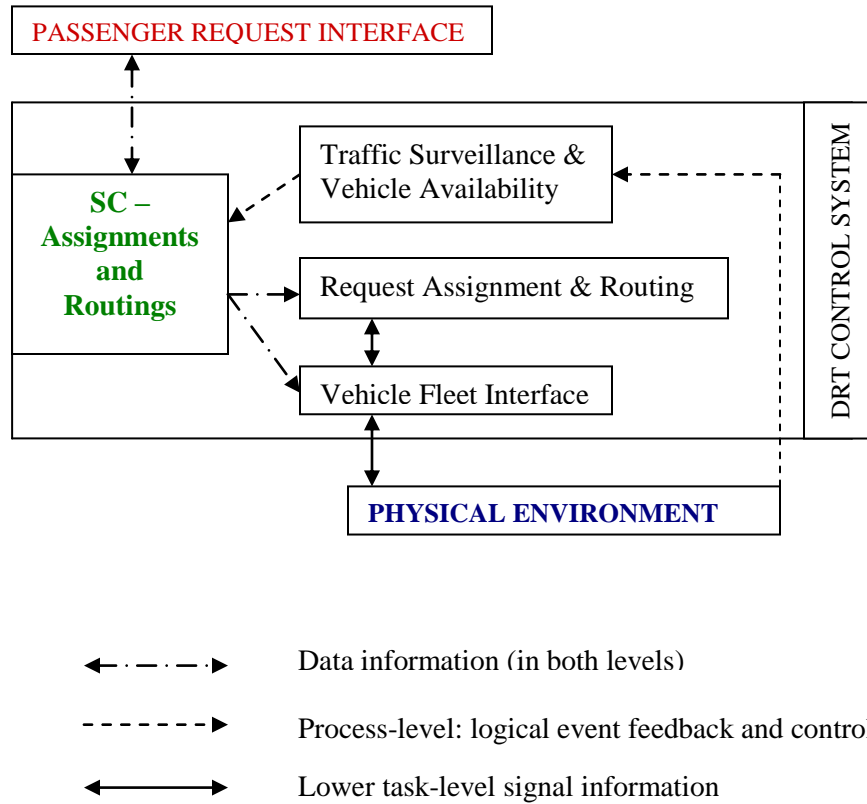 PASSENGER REQUEST INTERFACE
Traffic Surveillance &
Vehicle Availability
SC –
Assignments
and
Routings
Request Assignment & Routing
Vehicle Fleet Interface
DRT CONTROL SYSTEM
PHYSICAL ENVIRONMENT
Data information (in both levels)
Process-level: logical event feedback and control
Lower task-level signal information